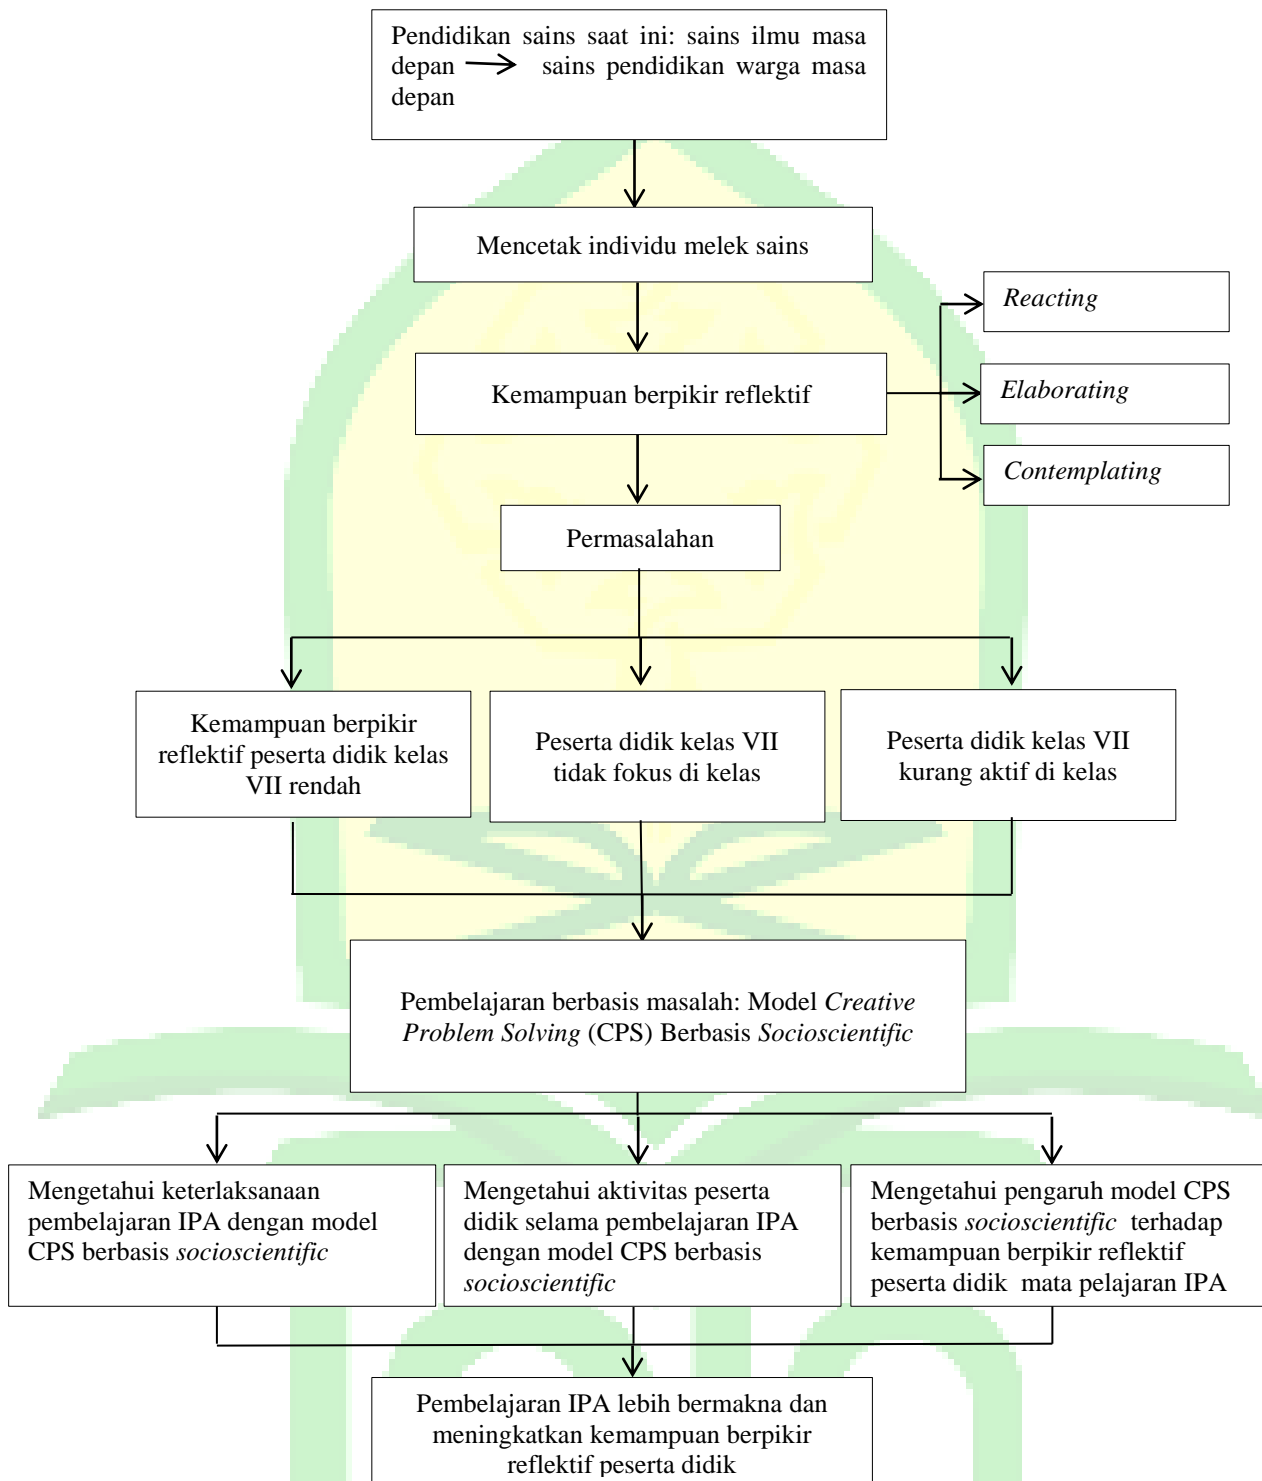 Pendidikan sains saat ini: sains ilmu masa
depan → sains pendidikan warga masa
depan
Mencetak individu melek sains
Reacting
Kemampuan berpikir reflektif
Elaborating
Contemplating
Permasalahan
Kemampuan berpikir
reflektif peserta didik kelas
VII rendah
Peserta didik kelas VII
tidak fokus di kelas
Peserta didik kelas VII
kurang aktif di kelas
Pembelajaran berbasis masalah: Model Creative
Problem Solving (CPS) Berbasis Socioscientific
Mengetahui keterlaksanaan
pembelajaran IPA dengan model
CPS berbasis socioscientific
Mengetahui aktivitas peserta
didik selama pembelajaran IPA
dengan model CPS berbasis
socioscientific
Mengetahui pengaruh model CPS
berbasis socioscientific terhadap
kemampuan berpikir reflektif
peserta didik mata pelajaran IPA
Pembelajaran IPA lebih bermakna dan
meningkatkan kemampuan berpikir
reflektif peserta didik